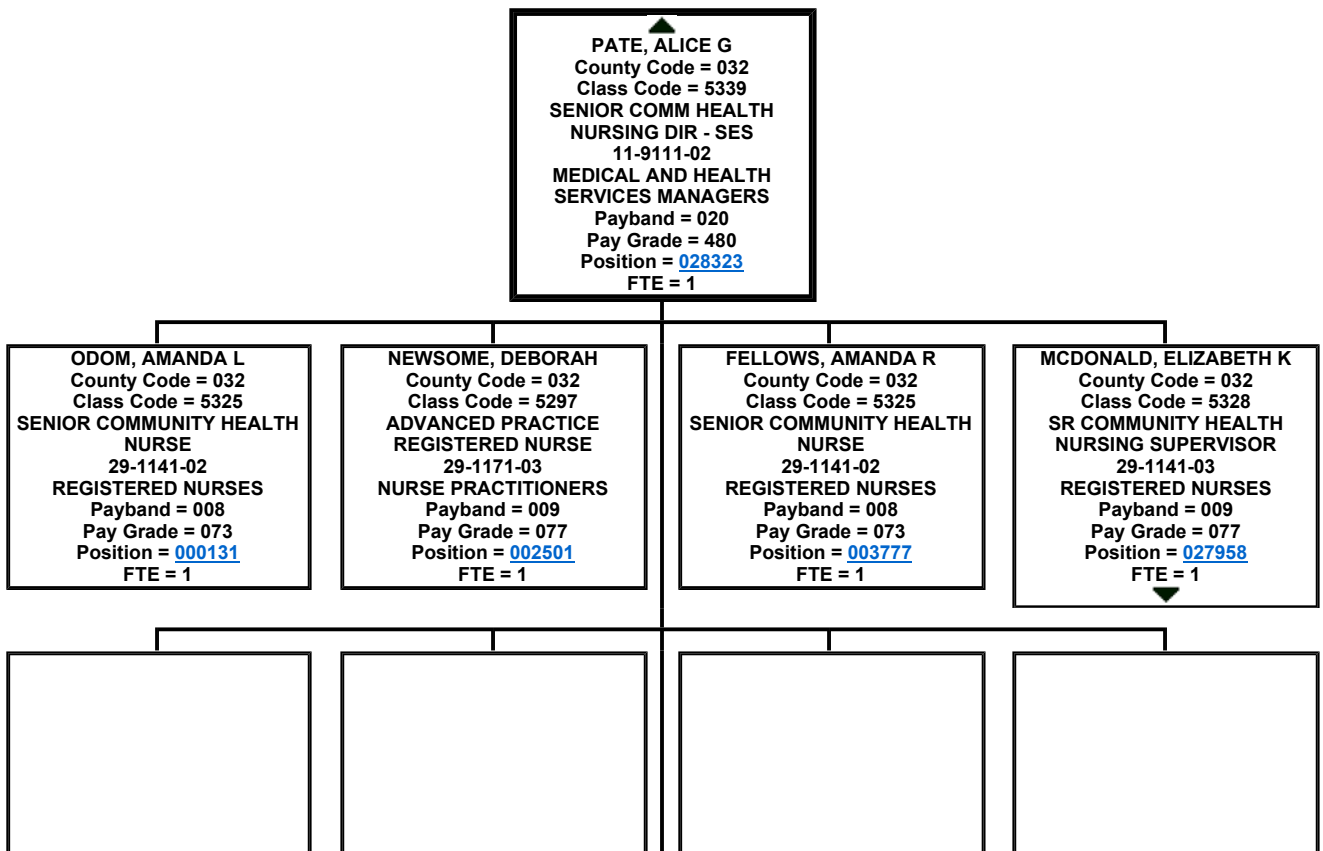 PATE, ALICE G
County Code = 032
Class Code = 5339
SENIOR COMM HEALTH
NURSING DIR - SES
11-9111-02
MEDICAL AND HEALTH
SERVICES MANAGERS
Payband = 020
Pay Grade = 480
Position = 028323
FTE = 1
ODOM, AMANDA L
County Code = 032
Class Code = 5325
SENIOR COMMUNITY HEALTH
NURSE
29-1141-02
REGISTERED NURSES
Payband = 008
Pay Grade = 073
Position = 000131
FTE = 1
NEWSOME, DEBORAH
County Code = 032
Class Code = 5297
ADVANCED PRACTICE
REGISTERED NURSE
29-1171-03
NURSE PRACTITIONERS
Payband = 009
Pay Grade = 077
Position = 002501
FTE = 1
FELLOWS, AMANDA R
County Code = 032
Class Code = 5325
SENIOR COMMUNITY HEALTH
NURSE
29-1141-02
REGISTERED NURSES
Payband = 008
Pay Grade = 073
Position = 003777
FTE = 1
MCDONALD, ELIZABETH K
County Code = 032
Class Code = 5328
SR COMMUNITY HEALTH
NURSING SUPERVISOR
29-1141-03
REGISTERED NURSES
Payband = 009
Pay Grade = 077
Position = 027958
FTE = 1